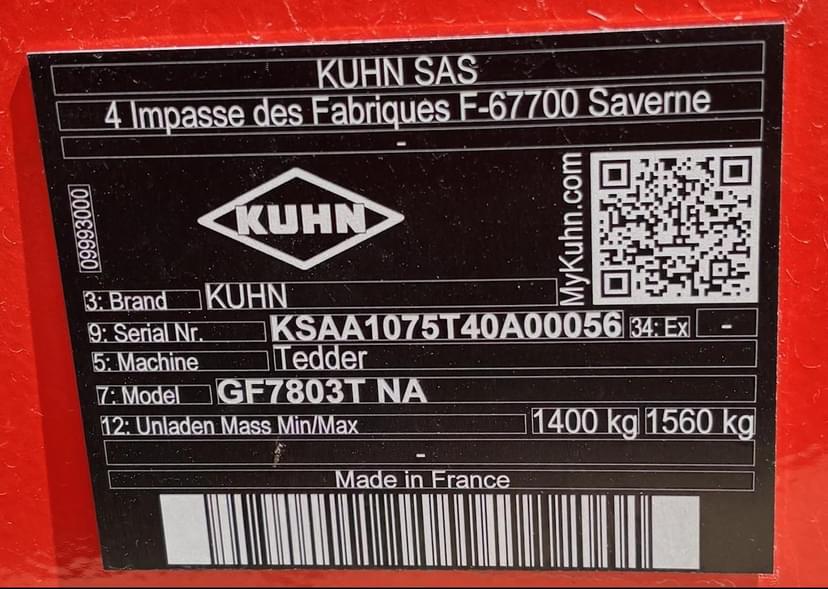 KUHN SAS
4 Impasse des Fabriques F-67700 Saverne
-
09993000
KUHN
MyKuhn.com
3: Brand KUHN
9: Serial Nr. KSAA1075T40A00056 34: Ex -
5: Machine Tedder
7: Model GF7803T NA
12: Unladen Mass Min/Max 1400 kg 1560 kg
-
Made in France